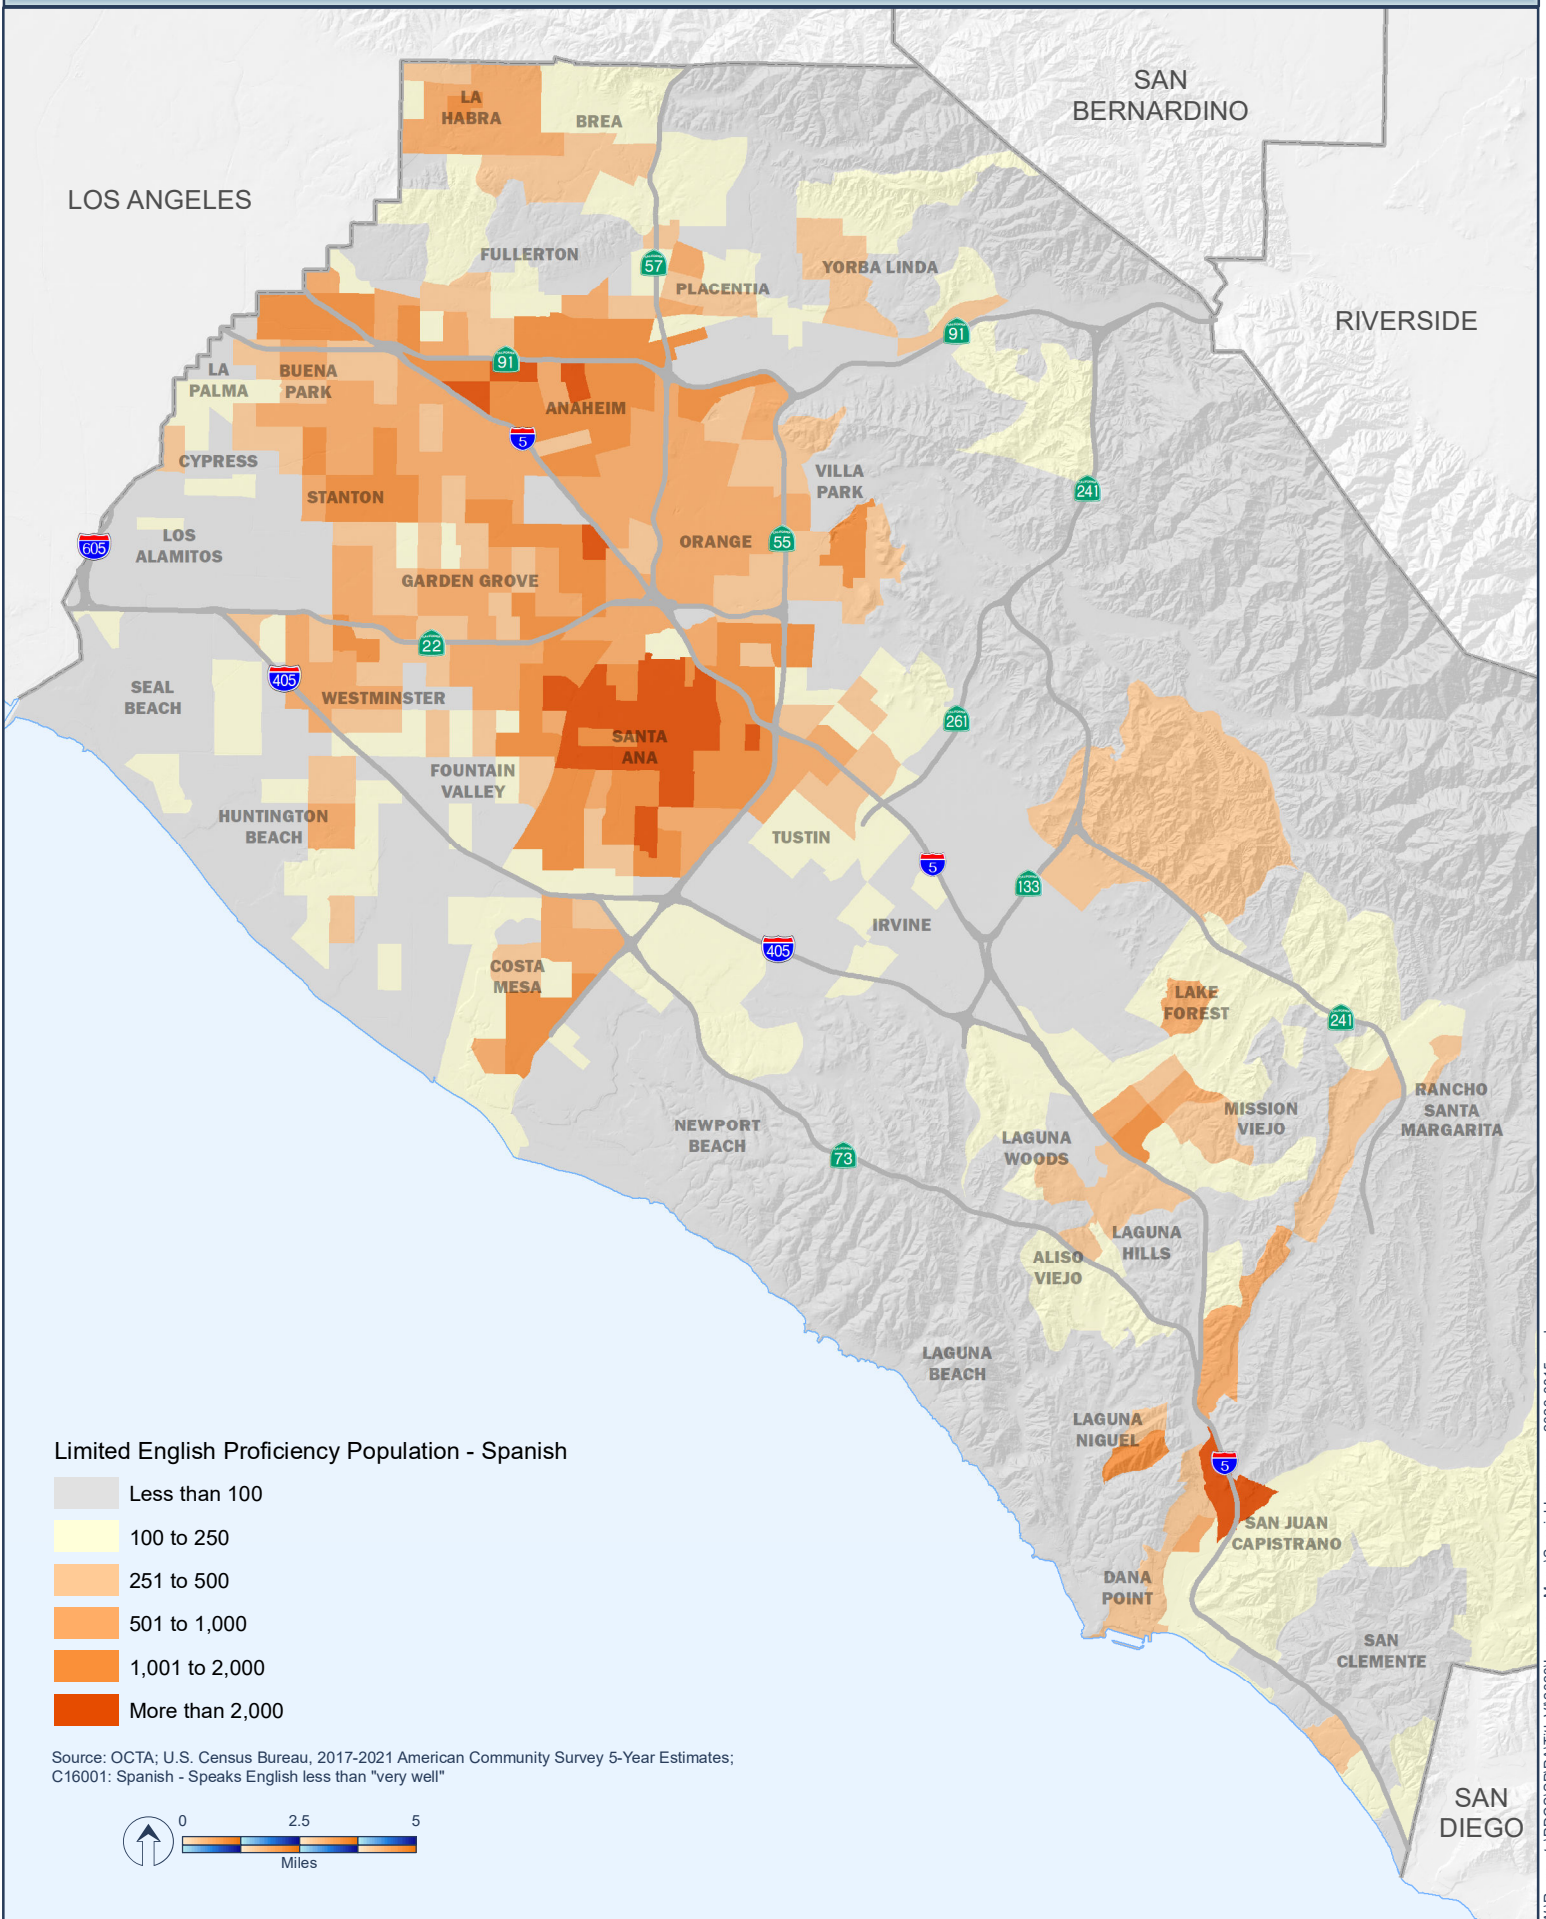 SAN
BERNARDINO
LOS ANGELES
RIVERSIDE
LA
HABRA
BREA
FULLERTON
57
PLACENTIA
YORBA LINDA
91
91
LA
PALMA
BUENA
PARK
ANAHEIM
5
CYPRESS
STANTON
VILLA
PARK
241
605
LOS
ALAMITOS
ORANGE
55
GARDEN GROVE
22
405
SEAL
BEACH
WESTMINSTER
261
SANTA
ANA
FOUNTAIN
VALLEY
HUNTINGTON
BEACH
TUSTIN
5
133
IRVINE
405
COSTA
MESA
LAKE
FOREST
241
RANCHO
SANTA
MARGARITA
MISSION
VIEJO
NEWPORT
BEACH
73
LAGUNA
WOODS
LAGUNA
HILLS
ALISO
VIEJO
LAGUNA
BEACH
LAGUNA
NIGUEL
5
SAN JUAN
CAPISTRANO
DANA
POINT
SAN
CLEMENTE
SAN
DIEGO
Limited English Proficiency Population - Spanish
Less than 100
100 to 250
251 to 500
501 to 1,000
1,001 to 2,000
More than 2,000
Source: OCTA; U.S. Census Bureau, 2017-2021 American Community Survey 5-Year Estimates;
C16001: Spanish - Speaks English less than "very well"
0 2.5 5
Miles